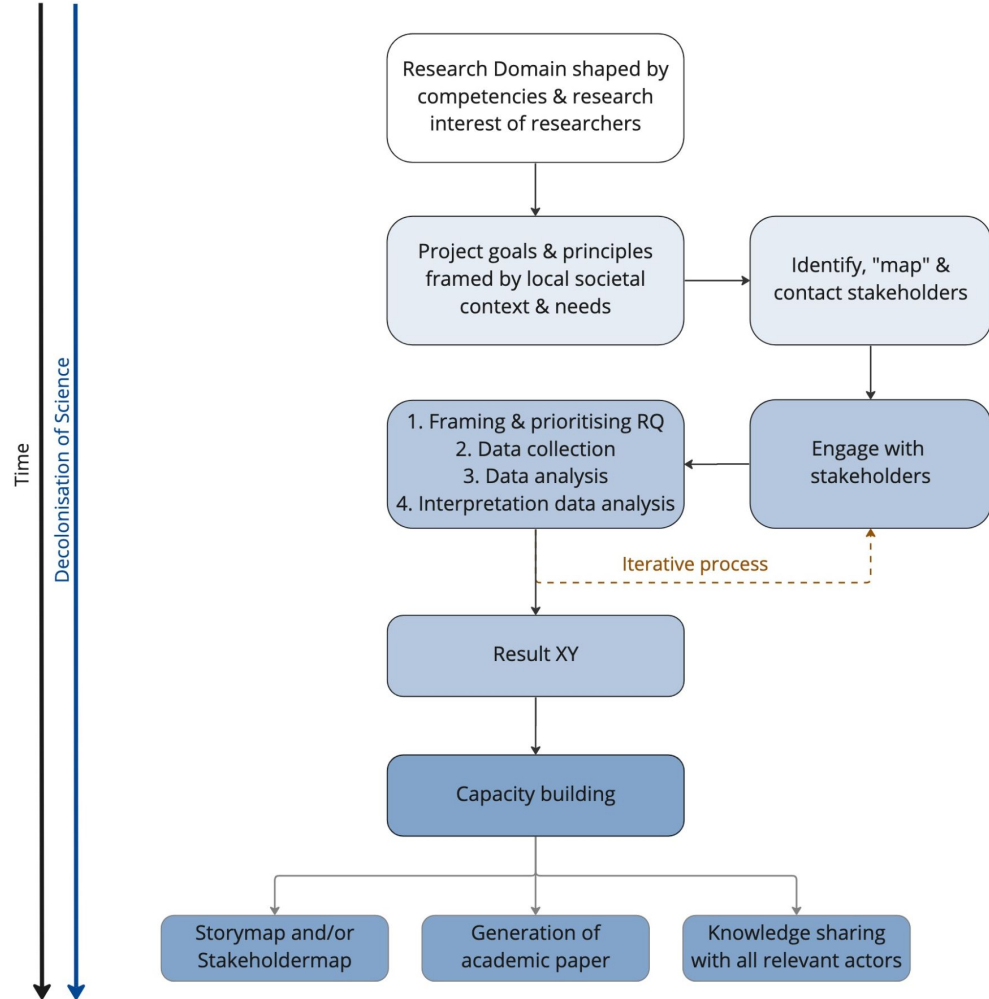 Research Domain shaped by
competencies & research
interest of researchers
Project goals & principles
framed by local societal
context & needs
Identify, "map" &
contact stakeholders
1. Framing & prioritising RQ
2. Data collection
3. Data analysis
4. Interpretation data analysis
Engage with
stakeholders
Time
Decolonisation of Science
Iterative process
Result XY
Capacity building
Storymap and/or
Stakeholdermap
Generation of
academic paper
Knowledge sharing
with all relevant actors